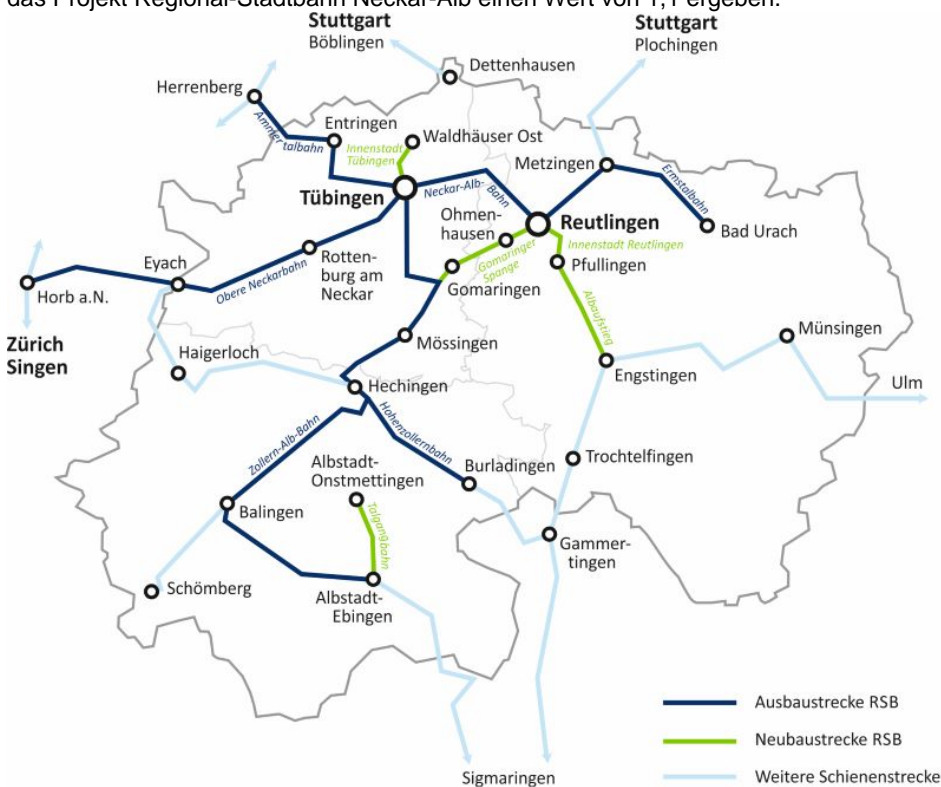 das Projekt Regional-Stadtbahn Neckar-Alb einen Wert von 1,1 ergeben.
Stuttgart
Böblingen
Stuttgart
Plochingen
Dettenhausen
Herrenberg
Ammertalbahn
Entringen
Innenstadt
Tübingen
Waldhäuser Ost
Metzingen
Ermstalbahn
Tübingen
Neckar-Alb-
Bahn
Ohmen-
hausen
Reutlingen
Bad Urach
Innenstadt Reutlingen
Gomaringer
Spange
Pfullingen
Eyach
Obere Neckarbahn
Rotten-
burg am
Neckar
Gomaringen
Albaufstieg
Horb a.N.
Zürich
Singen
Mössingen
Münsingen
Haigerloch
Hechingen
Engstingen
Ulm
Zollern-Alb-Bahn
Hohenzollernbahn
Albstadt-
Onstmettingen
Burladingen
Trochtelfingen
Balingen
Talgangbahn
Gammer-
tingen
Schömberg
Albstadt-
Ebingen
Ausbaustrecke RSB
Neubaustrecke RSB
Weitere Schienenstrecke
Sigmaringen